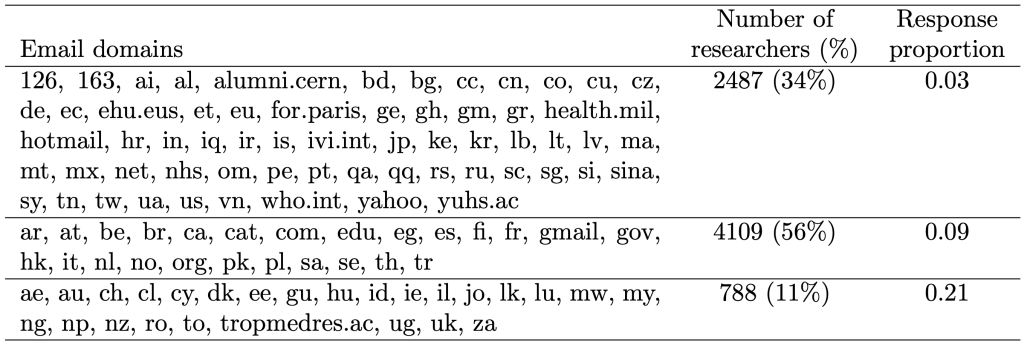 Email domains Number of researchers (%) Response proportion
126, 163, ai, al, alumni.cern, bd, bg, cc, cn, co, cu, cz, 2487 (34%) 0.03
de, ec, ehu.eus, et, eu, for.paris, ge, gh, gm, gr, health.mil,
hotmail, hr, in, iq, ir, is, ivi.int, jp, ke, kr, lb, lt, lv, ma,
mt, mx, net, nhs, om, pe, pt, qa, qq, rs, ru, sc, sg, si, sina,
sy, tn, tw, ua, us, vn, who.int, yahoo, yuhs.ac
ar, at, be, br, ca, cat, com, edu, eg, es, fi, fr, gmail, gov, 4109 (56%) 0.09
hk, it, nl, no, org, pk, pl, sa, se, th, tr
ae, au, ch, cl, cy, dk, ee, gu, hu, id, ie, il, jo, lk, lu, mw, my, 788 (11%) 0.21
ng, np, nz, ro, to, tropmedres.ac, ug, uk, za